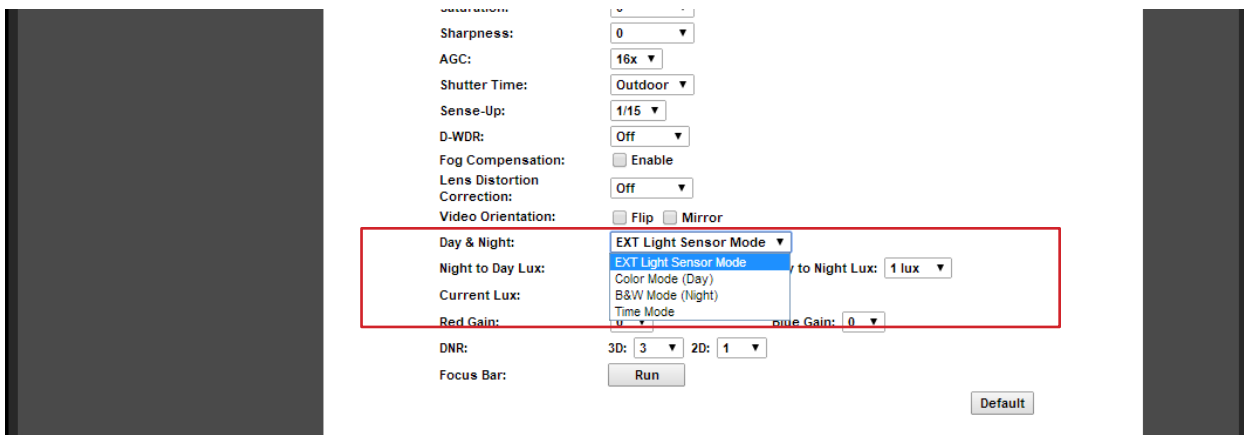 Saturation:
Sharpness: 0
AGC: 16x
Shutter Time: Outdoor
Sense-Up: 1/15
D-WDR: Off
Fog Compensation: Enable
Lens Distortion
Correction: Off
Video Orientation: Flip Mirror
Day & Night: EXT Light Sensor Mode
EXT Light Sensor Mode
Night to Day Lux: to Night Lux: 1 lux
Color Mode (Day)
Current Lux: B&W Mode (Night)
Time Mode
Red Gain: 0 Blue Gain: 0
DNR: 3D: 3 2D: 1
Focus Bar: Run
Default